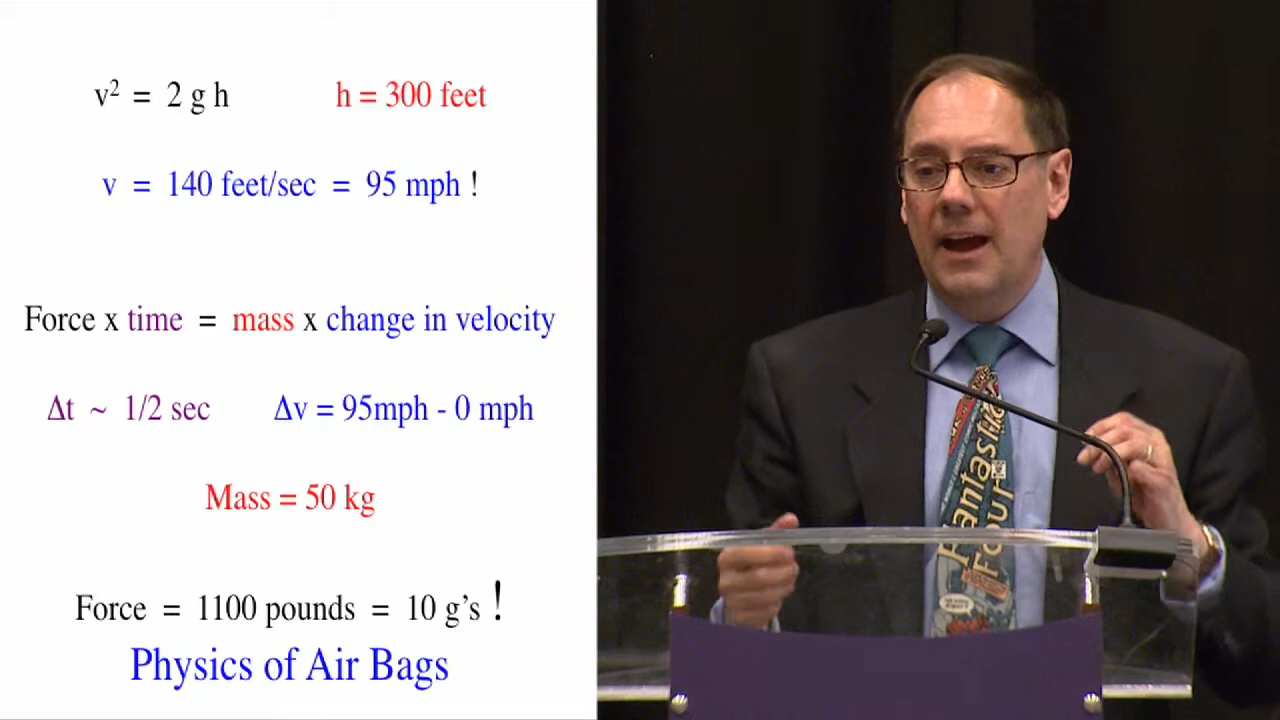 v² = 2 g h h = 300 feet
v = 140 feet/sec = 95 mph !
Force x time = mass x change in velocity
Δt ~ 1/2 sec Δv = 95mph - 0 mph
Mass = 50 kg
Force = 1100 pounds = 10 g's !
Physics of Air Bags
Fantastic
Four